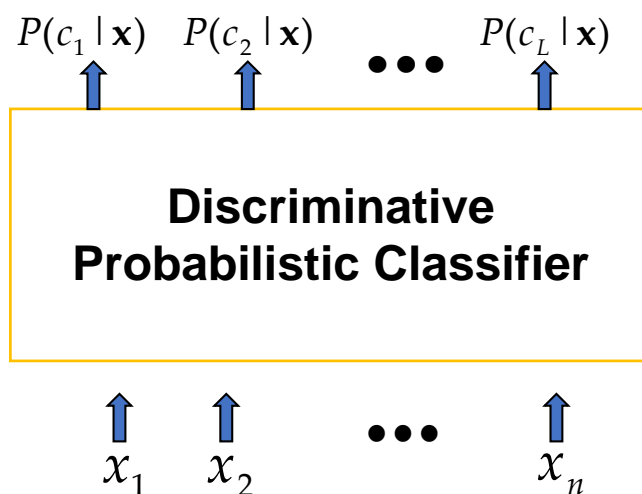 P(c₁ | x) P(c₂ | x) ••• P(c_L | x)
Discriminative
Probabilistic Classifier
•••
x₁ x₂ xₙ